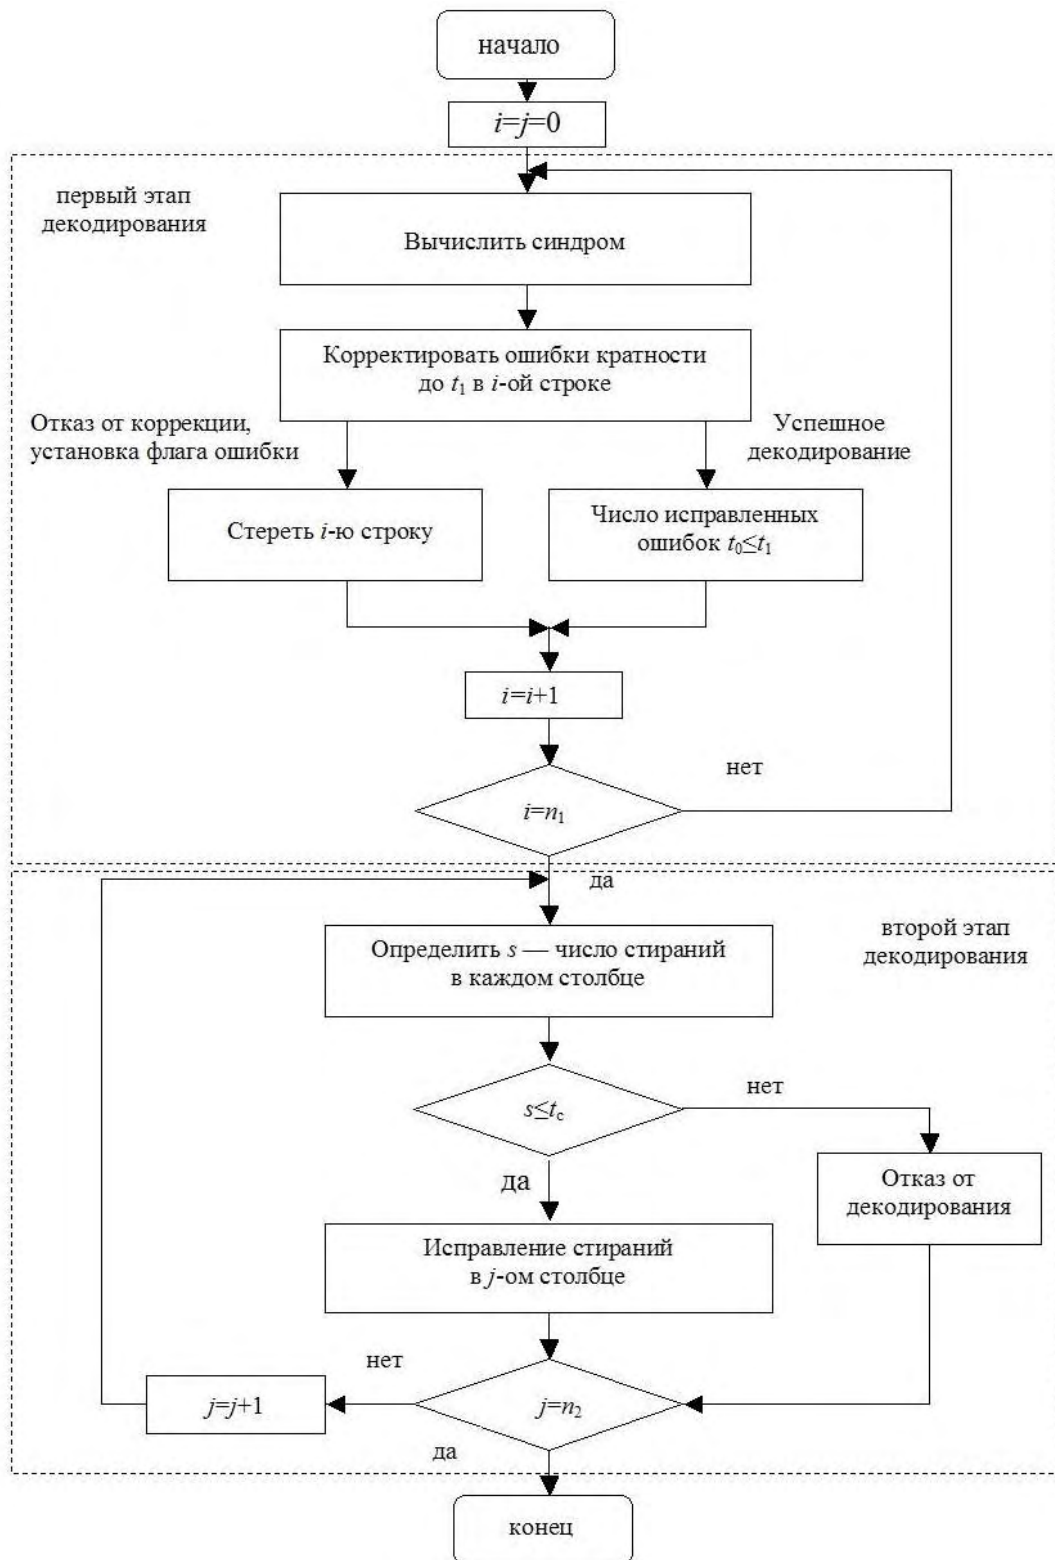 начало
i=j=0
первый этап
декодирования
Вычислить синдром
Корректировать ошибки кратности
до t₁ в i-ой строке
Отказ от коррекции,
установка флага ошибки
Успешное
декодирование
Стереть i-ю строку
Число исправленных
ошибок t₀≤t₁
i=i+1
нет
i=n₁
да
второй этап
декодирования
Определить s — число стираний
в каждом столбце
нет
s≤t_c
Отказ от
декодирования
да
Исправление стираний
в j-ом столбце
нет
j=j+1
j=n₂
да
конец